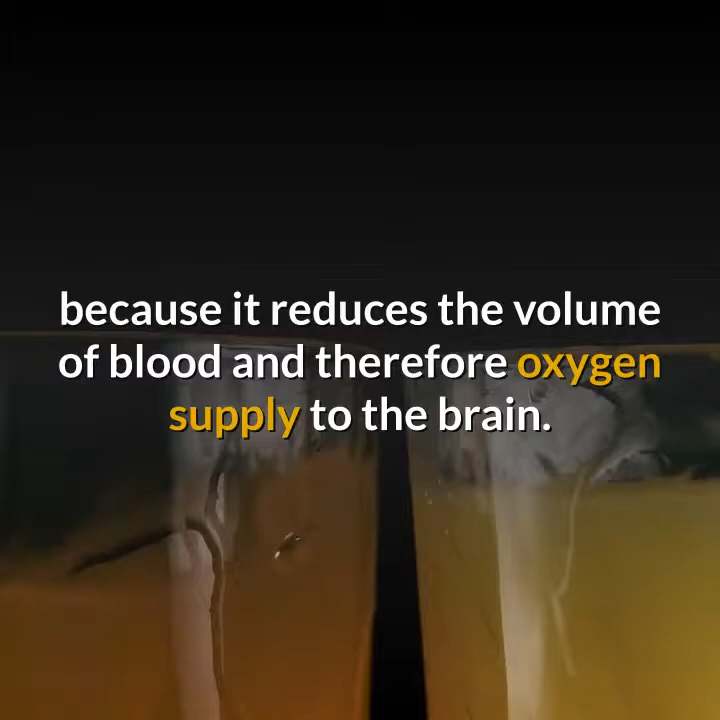 because it reduces the volume
of blood and therefore oxygen
supply to the brain.